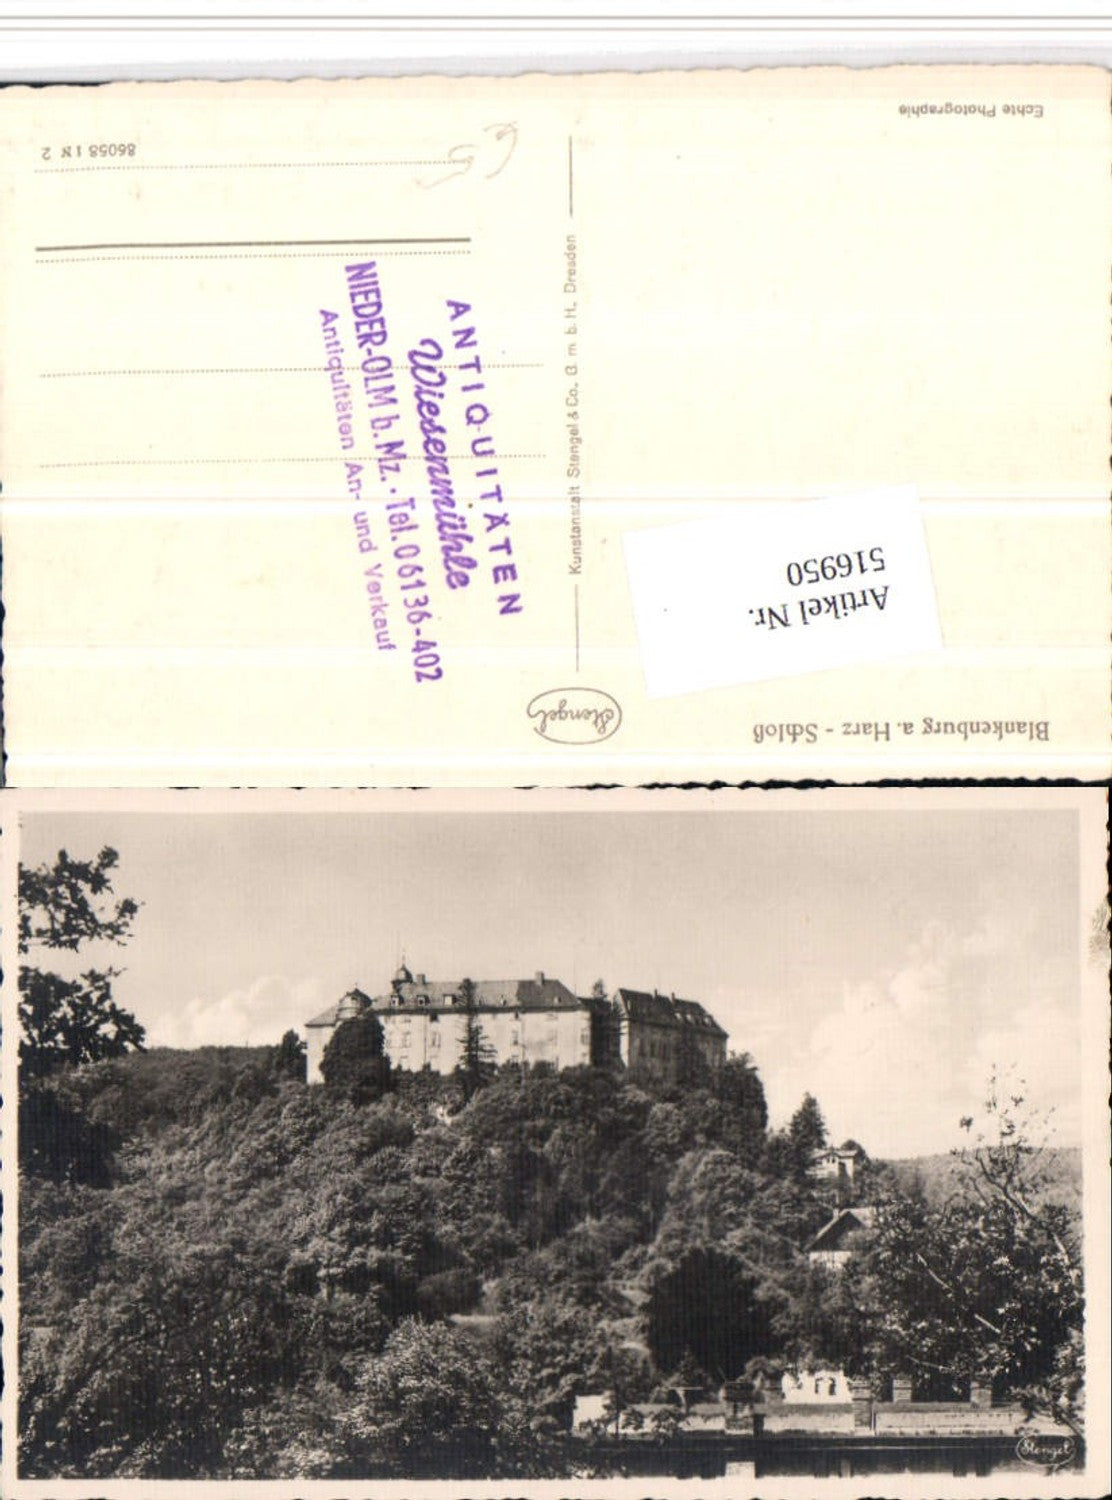 Blankenburg a. Harz - Schloß
Artikel Nr.
516950
Stengel
Kunstanstalt Stengel & Co. G. m. b. H., Dresden
Echte Photographie
86058 1 N 2
ANTIQUITÄTEN
Wiesenmühle
NIEDER-OLM b. Mz. · Tel. 06136-402
Antiquitäten An- und Verkauf
Stengel